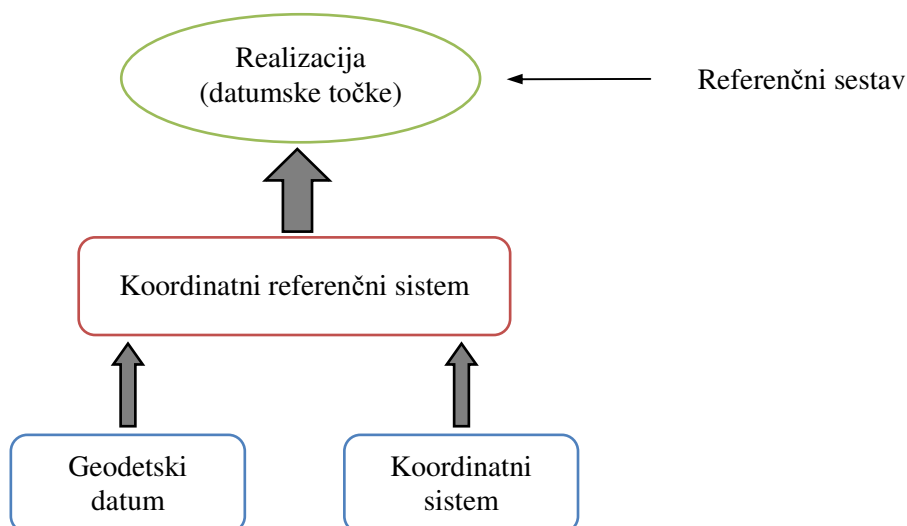 Realizacija
(datumske točke)
Referenčni sestav
Koordinatni referenčni sistem
Geodetski
datum
Koordinatni
sistem